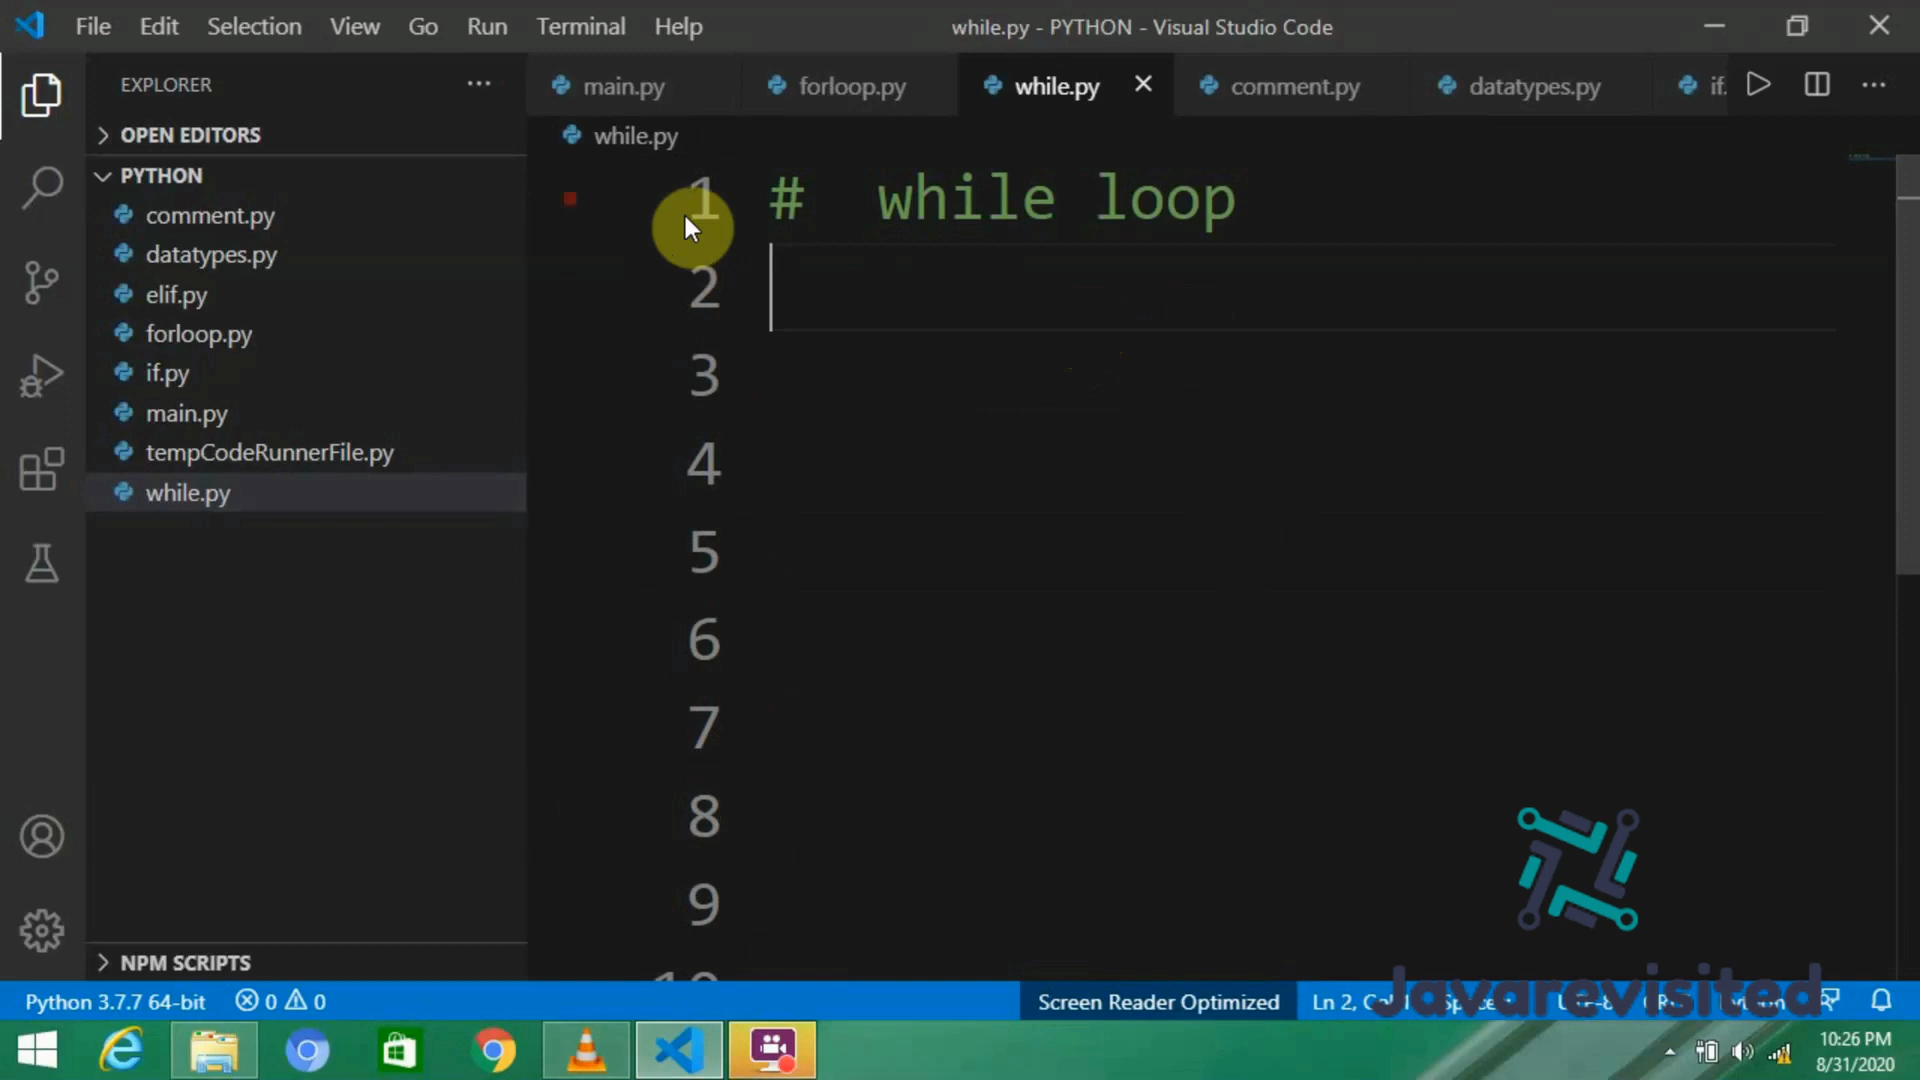 File Edit Selection View Go Run Terminal Help
while.py - PYTHON - Visual Studio Code
EXPLORER
main.py
forloop.py
while.py
comment.py
datatypes.py
if.
OPEN EDITORS
while.py
PYTHON
comment.py
datatypes.py
elif.py
forloop.py
if.py
main.py
tempCodeRunnerFile.py
while.py
1 # while loop
2
3
4
5
6
7
8
9
10
NPM SCRIPTS
Python 3.7.7 64-bit 0 0
Screen Reader Optimized
Ln 2,
Javarevisited
10:26 PM
8/31/2020